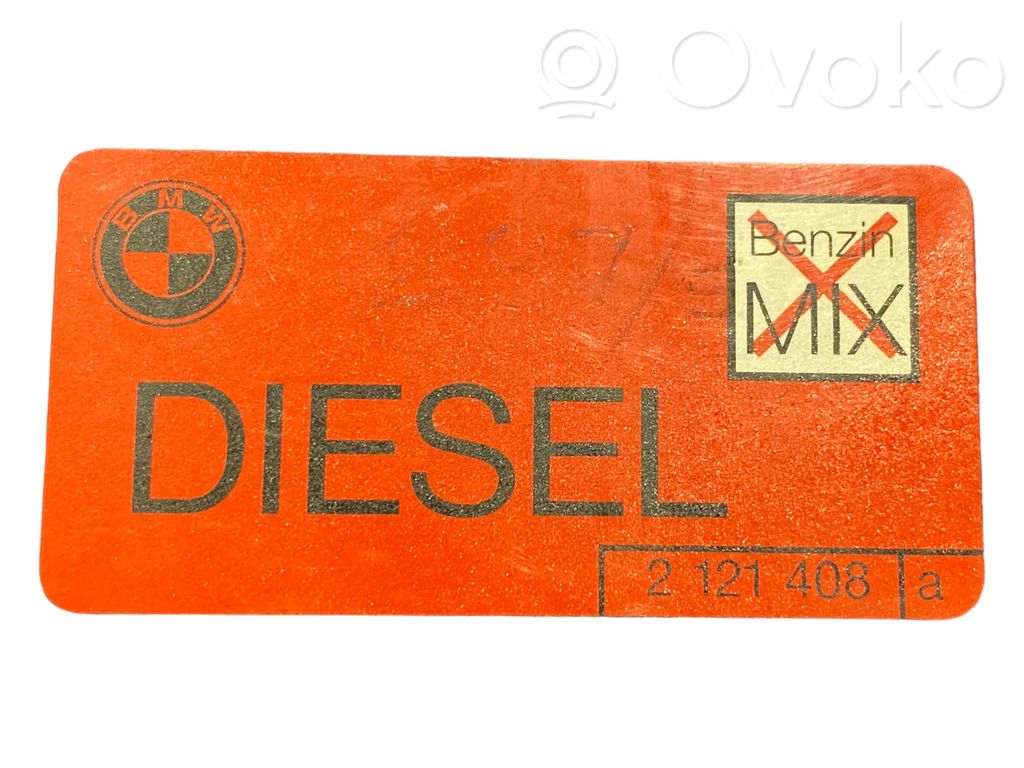 Ovoko
BMW
Benzin
MIX
DIESEL
2 121 408 a